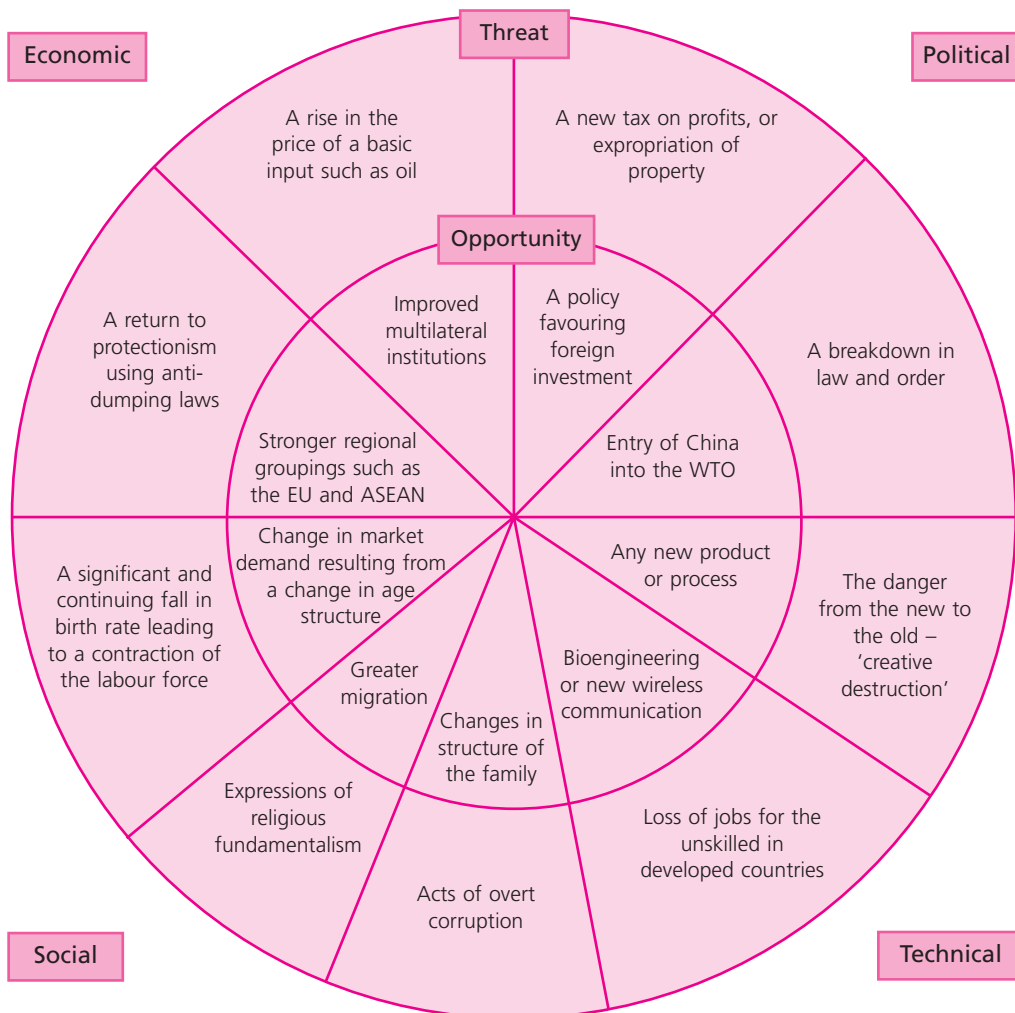 Threat
Economic
Political
A rise in the
price of a basic
input such as oil
A new tax on profits, or
expropriation of
property
Opportunity
Improved
multilateral
institutions
A policy
favouring
foreign
investment
A return to
protectionism
using anti-
dumping laws
A breakdown in
law and order
Stronger regional
groupings such as
the EU and ASEAN
Entry of China
into the WTO
Change in market
demand resulting from
a change in age
structure
Any new product
or process
A significant and
continuing fall in
birth rate leading
to a contraction of
the labour force
The danger
from the new to
the old –
‘creative
destruction’
Greater
migration
Bioengineering
or new wireless
communication
Changes in
structure of
the family
Expressions of
religious
fundamentalism
Loss of jobs for the
unskilled in
developed countries
Acts of overt
corruption
Social
Technical